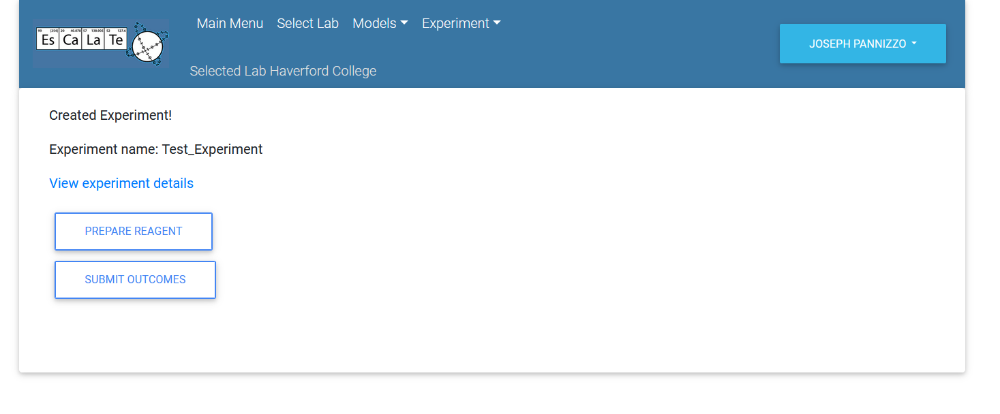 Main Menu Select Lab Models Experiment
99 [254] 20 40.078 57 138.905 52 127.6
Es Ca La Te
JOSEPH PANNIZZO
Selected Lab Haverford College
Created Experiment!
Experiment name: Test_Experiment
View experiment details
PREPARE REAGENT
SUBMIT OUTCOMES